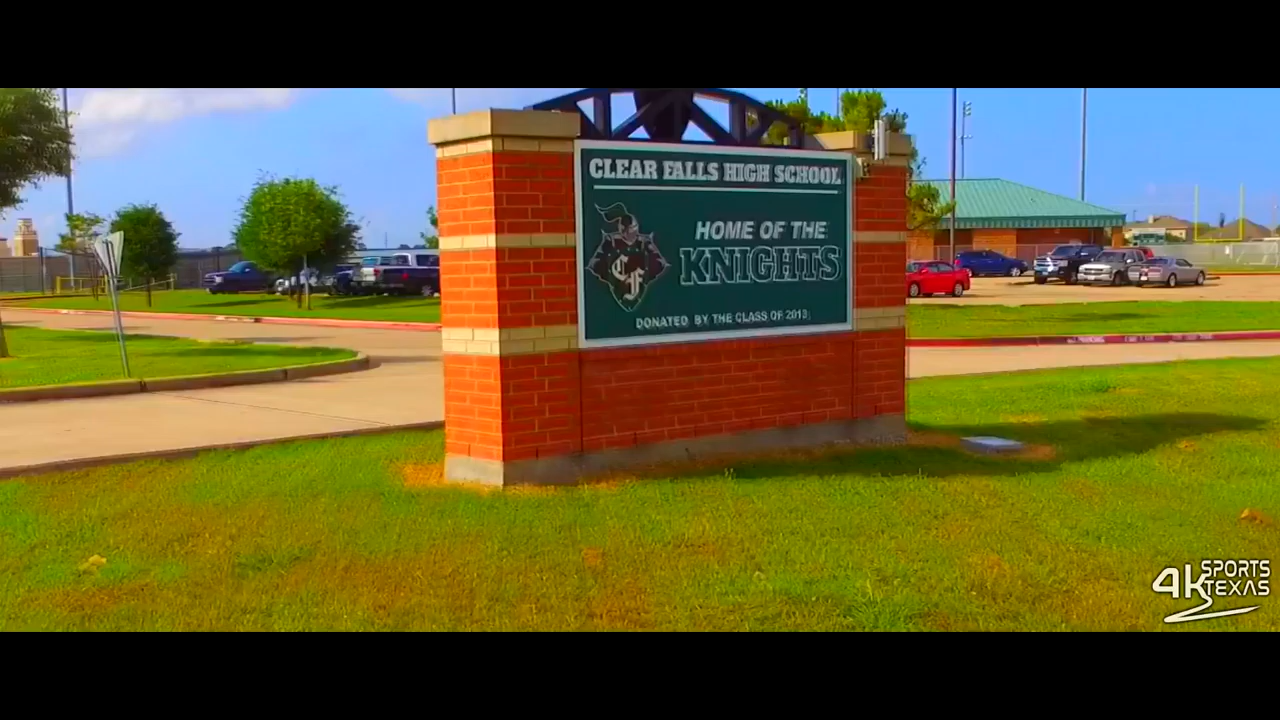 CLEAR FALLS HIGH SCHOOL
HOME OF THE
KNIGHTS
CF
DONATED BY THE CLASS OF 2013
4K SPORTS
TEXAS